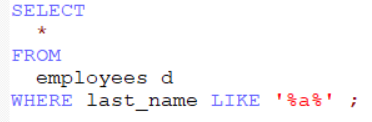 SELECT
*
FROM
employees d
WHERE last_name LIKE '%a%' ;